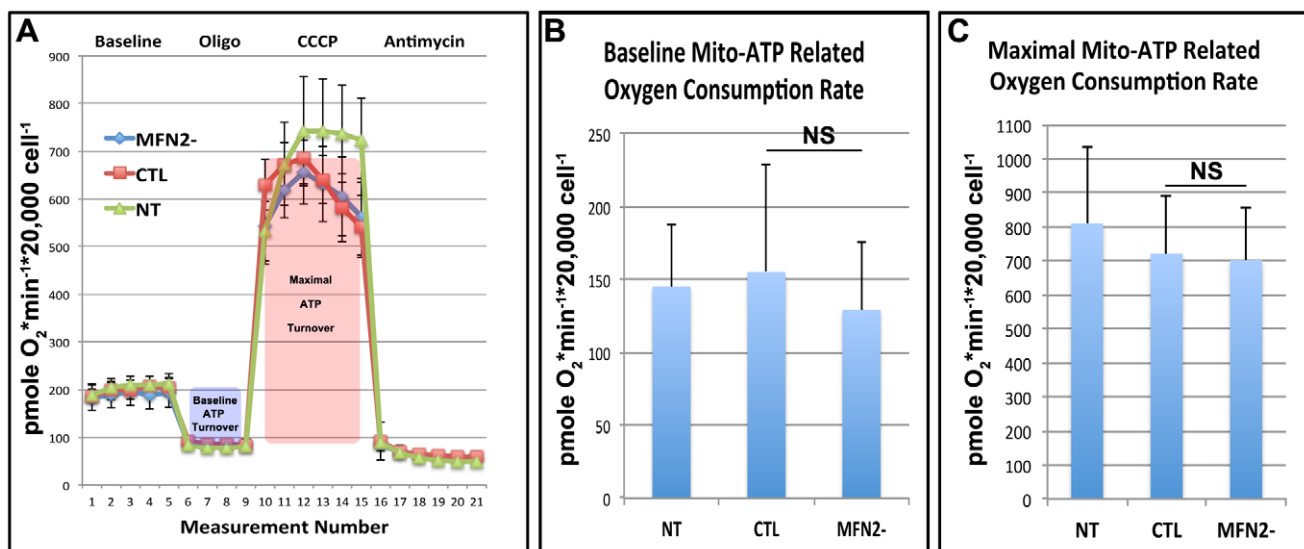 A
Baseline Oligo CCCP Antimycin
pmole O₂*min⁻¹*20,000 cell⁻¹
900
800
700
600
500
400
300
200
100
0
MFN2-
CTL
NT
Maximal
ATP
Turnover
Baseline
ATP
Turnover
1 2 3 4 5 6 7 8 9 10 11 12 13 14 15 16 17 18 19 20 21
Measurement Number
B
Baseline Mito-ATP Related
Oxygen Consumption Rate
pmole O₂*min⁻¹*20,000 cell⁻¹
250
200
150
100
50
0
NS
NT CTL MFN2-
C
Maximal Mito-ATP Related
Oxygen Consumption Rate
pmole O₂*min⁻¹*20,000 cell⁻¹
1100
1000
900
800
700
600
500
400
300
200
100
0
NS
NT CTL MFN2-